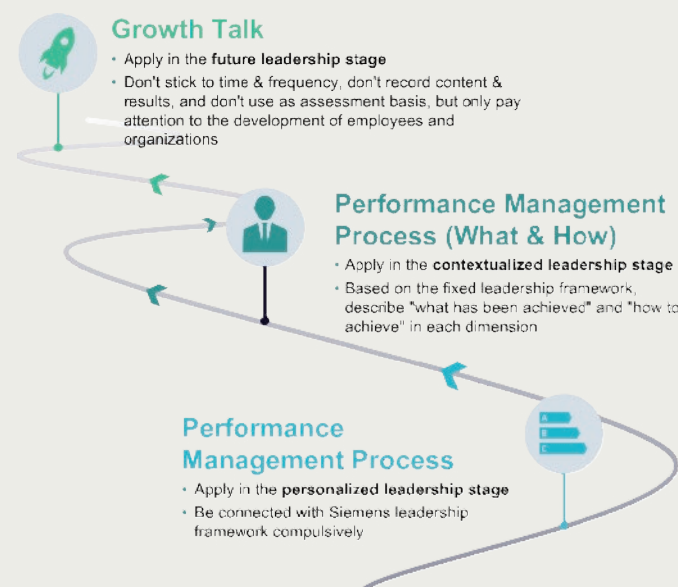 Growth Talk
• Apply in the future leadership stage
• Don't stick to time & frequency, don't record content &
results, and don't use as assessment basis, but only pay
attention to the development of employees and
organizations
Performance Management
Process (What & How)
• Apply in the contextualized leadership stage
• Based on the fixed leadership framework,
describe "what has been achieved" and "how to
achieve" in each dimension
A
B
C
Performance
Management Process
• Apply in the personalized leadership stage
• Be connected with Siemens leadership
framework compulsively